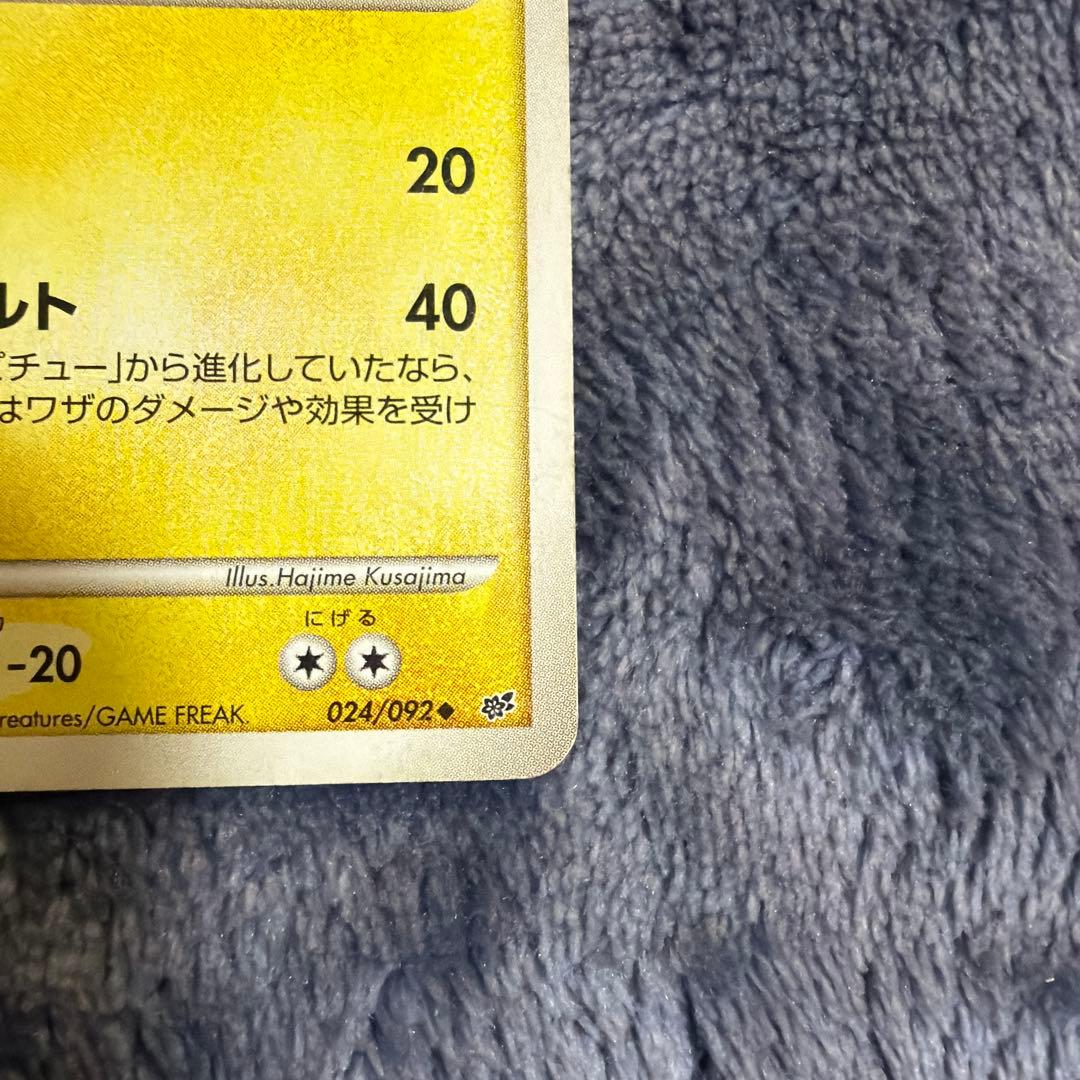 20
ルト 40
ピチュー」から進化していたなら、
はワザのダメージや効果を受け
Illus.Hajime Kusajima
にげる
-20
reatures/GAME FREAK.
024/092◆